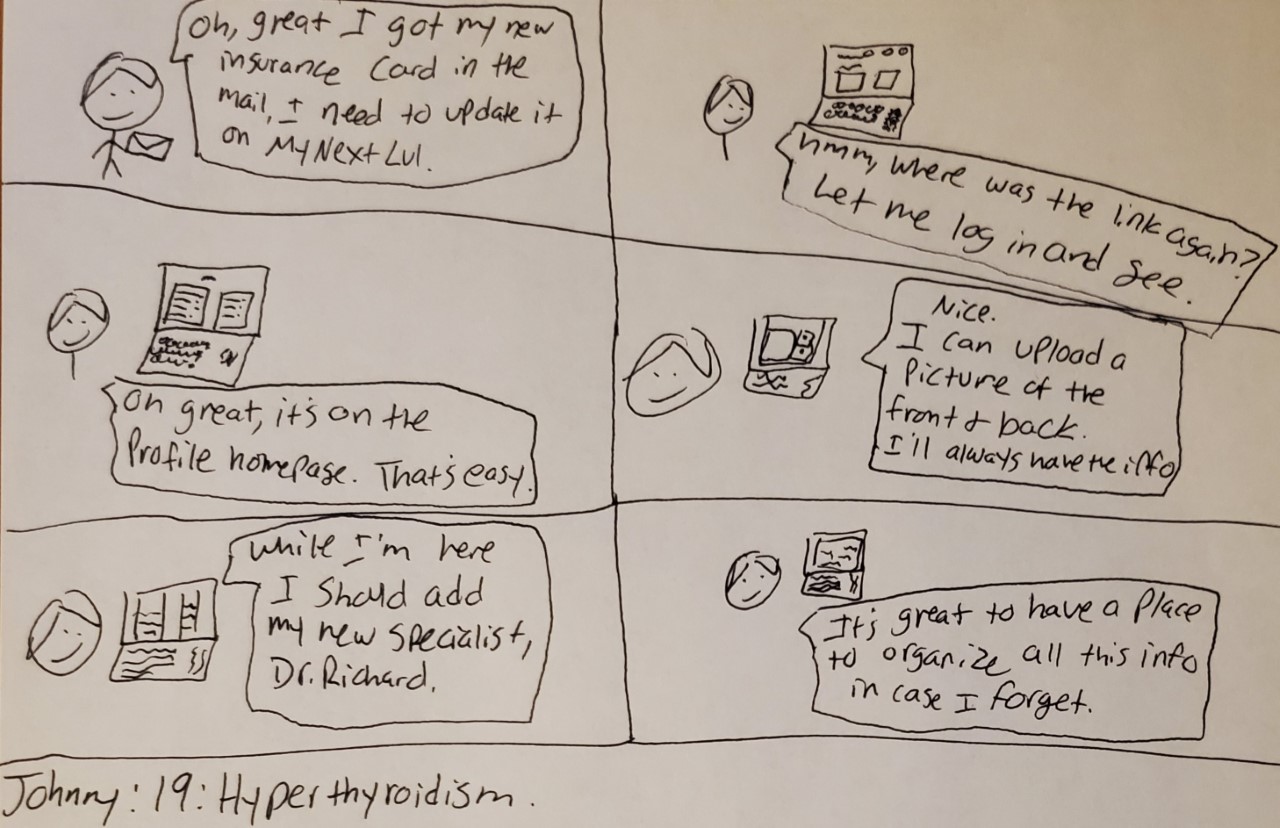 Oh, great I got my new
insurance Card in the
mail, I need to update it
on MyNextLvl.
hmm, where was the link again?
Let me log in and see.
Oh great, it's on the
Profile homepage. That's easy.
Nice.
I can upload a
Picture of the
front & back.
I'll always have the info
while I'm here
I Should add
my new specialist,
Dr. Richard.
It's great to have a Place
to organize all this info
in case I forget.
Johnny: 19: Hyperthyroidism.